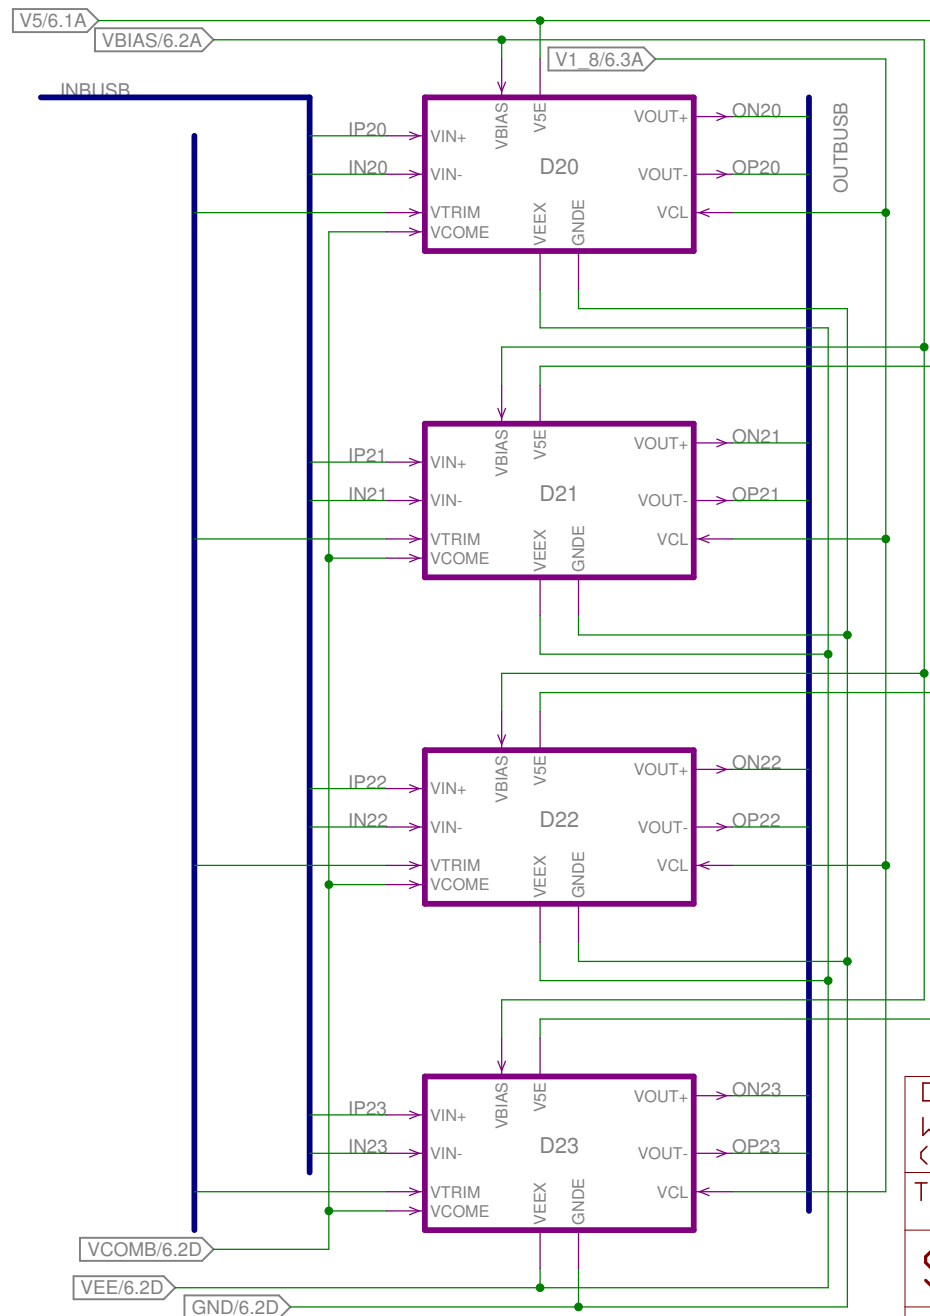 V5/6.1A
VBIAS/6.2A
V1_8/6.3A
INBUSB
OUTBUSB
VBIAS
V5E
VOUT+
ON20
IP20
VIN+
D20
IN20
VIN-
VOUT-
OP20
VTRIM
VCL
VCOME
VEEX
GNDE
VBIAS
V5E
VOUT+
ON21
IP21
VIN+
D21
IN21
VIN-
VOUT-
OP21
VTRIM
VCL
VCOME
VEEX
GNDE
VBIAS
V5E
VOUT+
ON22
IP22
VIN+
D22
IN22
VIN-
VOUT-
OP22
VTRIM
VCL
VCOME
VEEX
GNDE
VBIAS
V5E
VOUT+
ON23
IP23
VIN+
D23
IN23
VIN-
VOUT-
OP23
VTRIM
VCL
VCOME
VEEX
GNDE
VCOMB/6.2D
VEE/6.2D
GND/6.2D